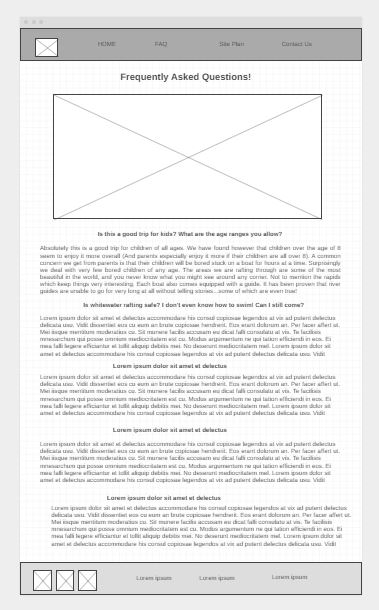 HOME FAQ Site Plan Contact Us
Frequently Asked Questions!
Is this a good trip for kids? What are the age ranges you allow?
Absolutely this is a good trip for children of all ages. We have found however that children over the age of 8
seem to enjoy it more overall (And parents especially enjoy it more if their children are all over 8). A common
concern we get from parents is that their children will be bored stuck on a boat for hours at a time. Surprisingly
we deal with very few bored children of any age. The areas we are rafting through are some of the most
beautiful in the world, and you never know what you might see around any corner. Not to mention the rapids
which keep things very interesting. Each boat also comes equipped with a guide. It has been proven that river
guides are unable to go for very long at all without telling stories...some of which are even true!
Is whitewater rafting safe? I don't even know how to swim! Can I still come?
Lorem ipsum dolor sit amet et delectus accommodare his consul copiosae legendos at vix ad putent delectus
delicata usu. Vidit dissentiet eos cu eum an brute copiosae hendrerit. Eos erant dolorum an. Per facer affert ut.
Mei iisque mentitum moderatius cu. Sit munere facilis accusam eu dicat falli consulatu at vis. Te facilisis
mnesarchum qui posse omnium mediocritatem est cu. Modus argumentum ne qui tation efficiendi in eos. Ei
mea falli legere efficiantur et tollit aliquip debitis mei. No deserunt mediocritatem mel. Lorem ipsum dolor sit
amet et delectus accommodare his consul copiosae legendos at vix ad putent delectus delicata usu. Vidit
Lorem ipsum dolor sit amet et delectus
Lorem ipsum dolor sit amet et delectus accommodare his consul copiosae legendos at vix ad putent delectus
delicata usu. Vidit dissentiet eos cu eum an brute copiosae hendrerit. Eos erant dolorum an. Per facer affert ut.
Mei iisque mentitum moderatius cu. Sit munere facilis accusam eu dicat falli consulatu at vis. Te facilisis
mnesarchum qui posse omnium mediocritatem est cu. Modus argumentum ne qui tation efficiendi in eos. Ei
mea falli legere efficiantur et tollit aliquip debitis mei. No deserunt mediocritatem mel. Lorem ipsum dolor sit
amet et delectus accommodare his consul copiosae legendos at vix ad putent delectus delicata usu. Vidit
Lorem ipsum dolor sit amet et delectus
Lorem ipsum dolor sit amet et delectus accommodare his consul copiosae legendos at vix ad putent delectus
delicata usu. Vidit dissentiet eos cu eum an brute copiosae hendrerit. Eos erant dolorum an. Per facer affert ut.
Mei iisque mentitum moderatius cu. Sit munere facilis accusam eu dicat falli consulatu at vis. Te facilisis
mnesarchum qui posse omnium mediocritatem est cu. Modus argumentum ne qui tation efficiendi in eos. Ei
mea falli legere efficiantur et tollit aliquip debitis mei. No deserunt mediocritatem mel. Lorem ipsum dolor sit
amet et delectus accommodare his consul copiosae legendos at vix ad putent delectus delicata usu. Vidit
Lorem ipsum dolor sit amet et delectus
Lorem ipsum dolor sit amet et delectus accommodare his consul copiosae legendos at vix ad putent delectus
delicata usu. Vidit dissentiet eos cu eum an brute copiosae hendrerit. Eos erant dolorum an. Per facer affert ut.
Mei iisque mentitum moderatius cu. Sit munere facilis accusam eu dicat falli consulatu at vis. Te facilisis
mnesarchum qui posse omnium mediocritatem est cu. Modus argumentum ne qui tation efficiendi in eos. Ei
mea falli legere efficiantur et tollit aliquip debitis mei. No deserunt mediocritatem mel. Lorem ipsum dolor sit
amet et delectus accommodare his consul copiosae legendos at vix ad putent delectus delicata usu. Vidit
Lorem ipsum Lorem ipsum Lorem ipsum